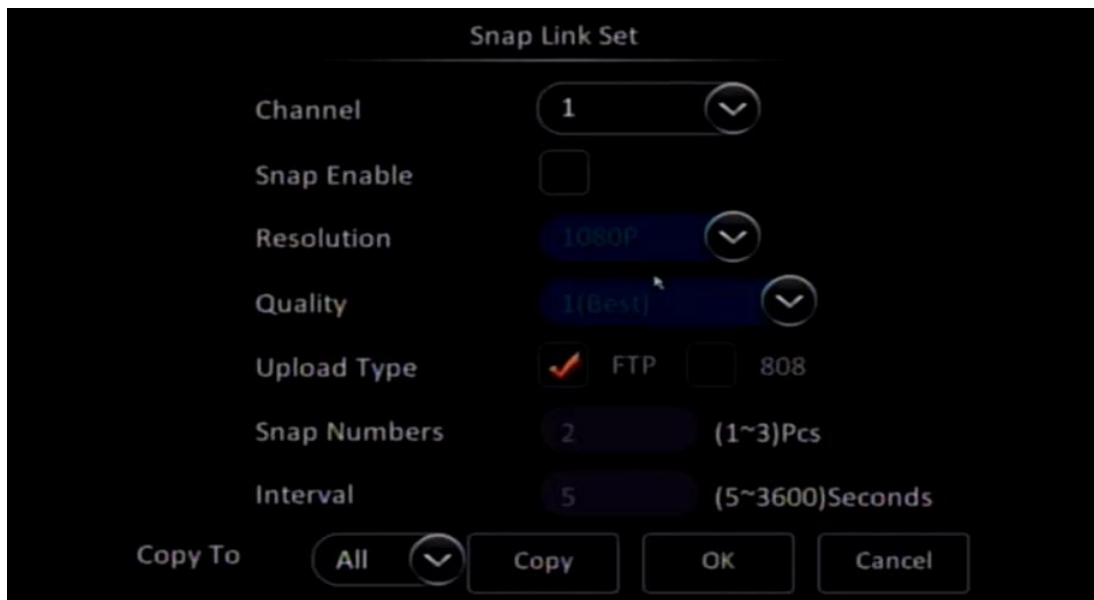 Snap Link Set
Channel 1
Snap Enable
Resolution 1080P
Quality 1(Best)
Upload Type FTP 808
Snap Numbers 2 (1~3)Pcs
Interval 5 (5~3600)Seconds
Copy To All Copy OK Cancel